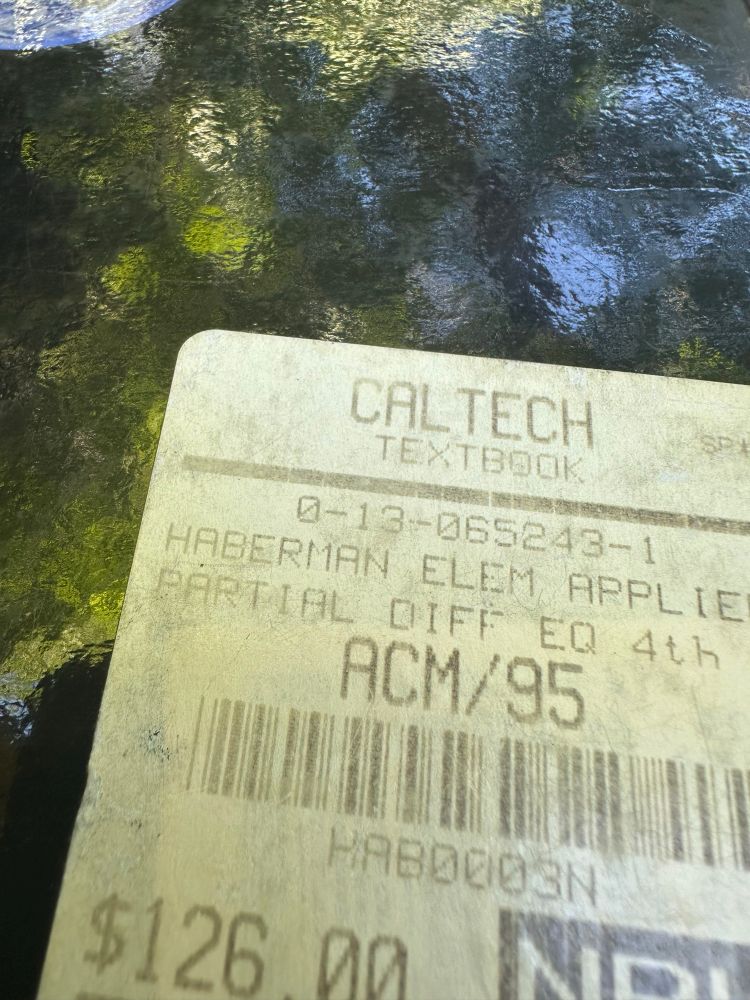 CALTECH
TEXTBOOK
0-13-065243-1
HABERMAN ELEM APPLIE
PARTIAL DIFF EQ 4th
ACM/95
HAB0003N
$126.00